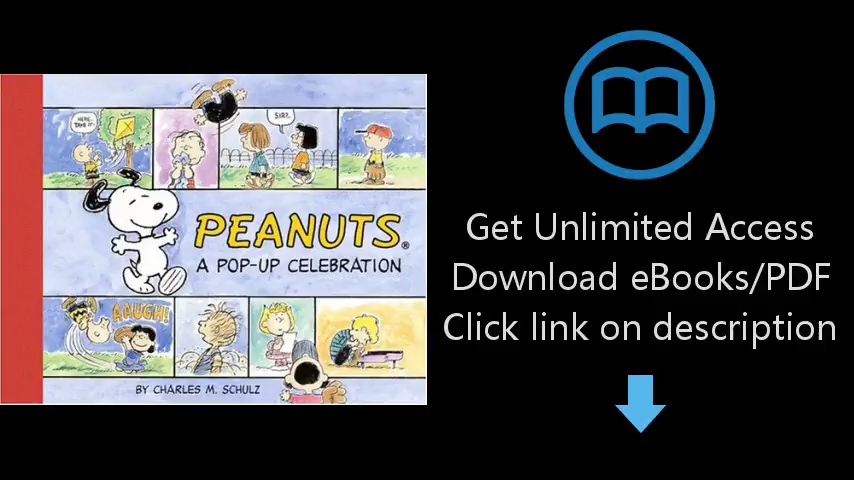 HERE,
TAKE IT.
SIR?
PEANUTS®
A POP-UP CELEBRATION
AAUGH!
BY CHARLES M. SCHULZ
Get Unlimited Access
Download eBooks/PDF
Click link on description